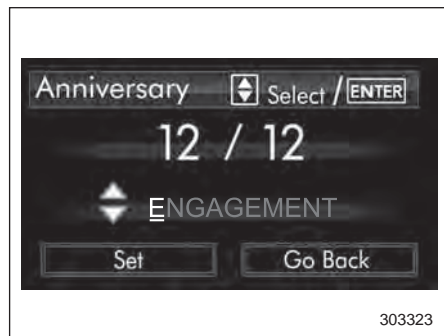 Anniversary Select / ENTER
12 / 12
ENGAGEMENT
Set Go Back
303323